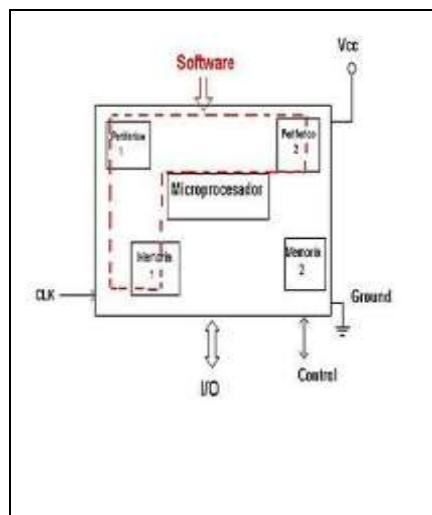 Vcc
Software
Periferico
1
Periferico
2
Microprocesador
Memoria
1
Memoria
2
CLK
Ground
I/O
Control